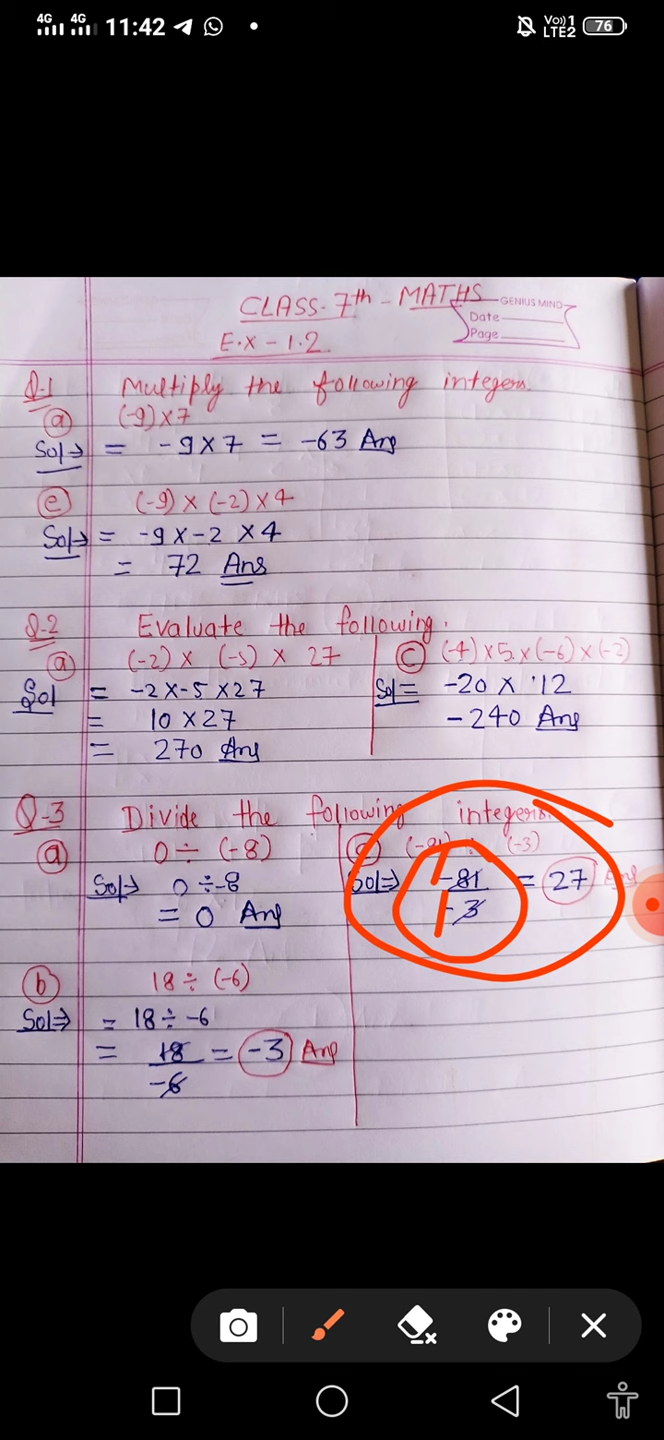 4G 4G 11:42 Vo)) 1 LTE2 76
CLASS-7th - MATHS
GENIUS MIND
Date
Page
E.X - 1.2
Q-1 Multiply the following integers
(a) (-9)×7
Sol→ = -9×7 = -63 Ans
(e) (-9) × (-2) × 4
Sol→ = -9 × -2 × 4
= 72 Ans
Q-2 Evaluate the following.
(a) (-2) × (-5) × 27
Sol = -2×-5×27
= 10×27
= 270 Ans
(c) (-4)×5×(-6)×(-2)
Sol = -20 × 12
-240 Ans
Q-3 Divide the following integers.
(a) 0 ÷ (-8)
Sol→ 0 ÷ -8
= 0 Ans
(c) (-81) ÷ (-3)
Sol⇒ -81/-3 = 27 Ans
(b) 18 ÷ (-6)
Sol⇒ = 18 ÷ -6
= 18/-6 = -3 Ans